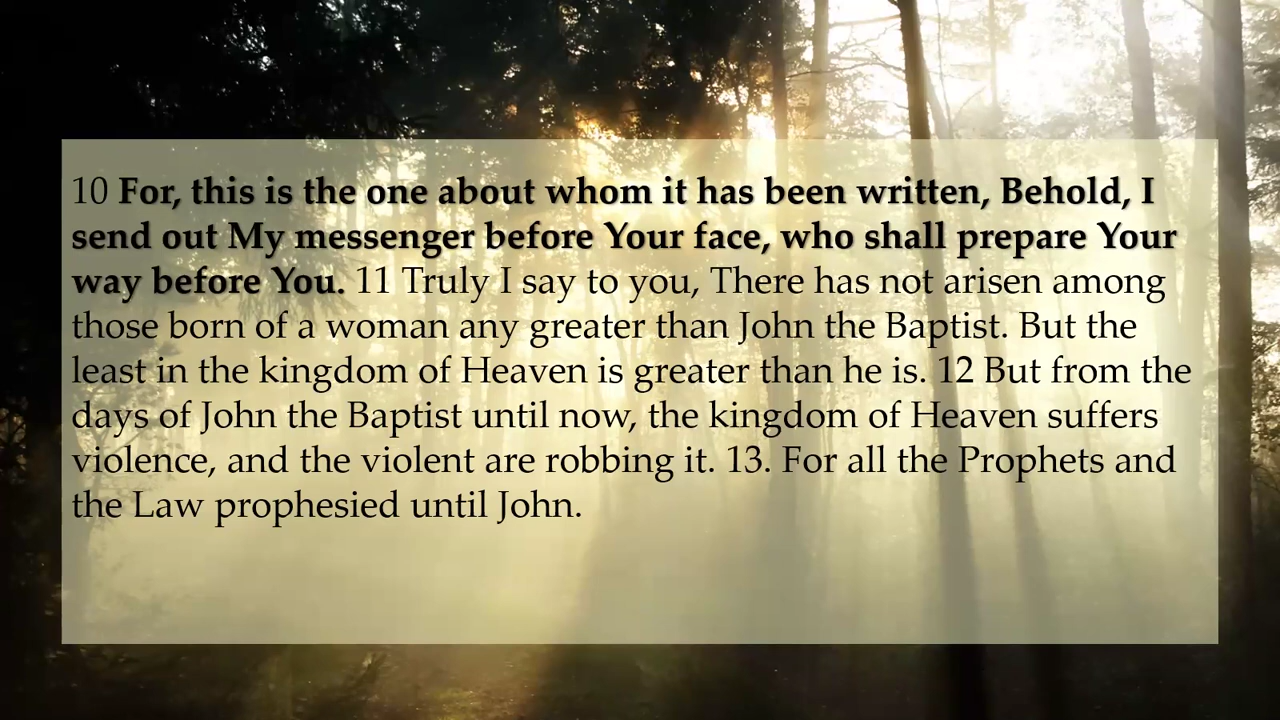 10 For, this is the one about whom it has been written, Behold, I
send out My messenger before Your face, who shall prepare Your
way before You. 11 Truly I say to you, There has not arisen among
those born of a woman any greater than John the Baptist. But the
least in the kingdom of Heaven is greater than he is. 12 But from the
days of John the Baptist until now, the kingdom of Heaven suffers
violence, and the violent are robbing it. 13. For all the Prophets and
the Law prophesied until John.